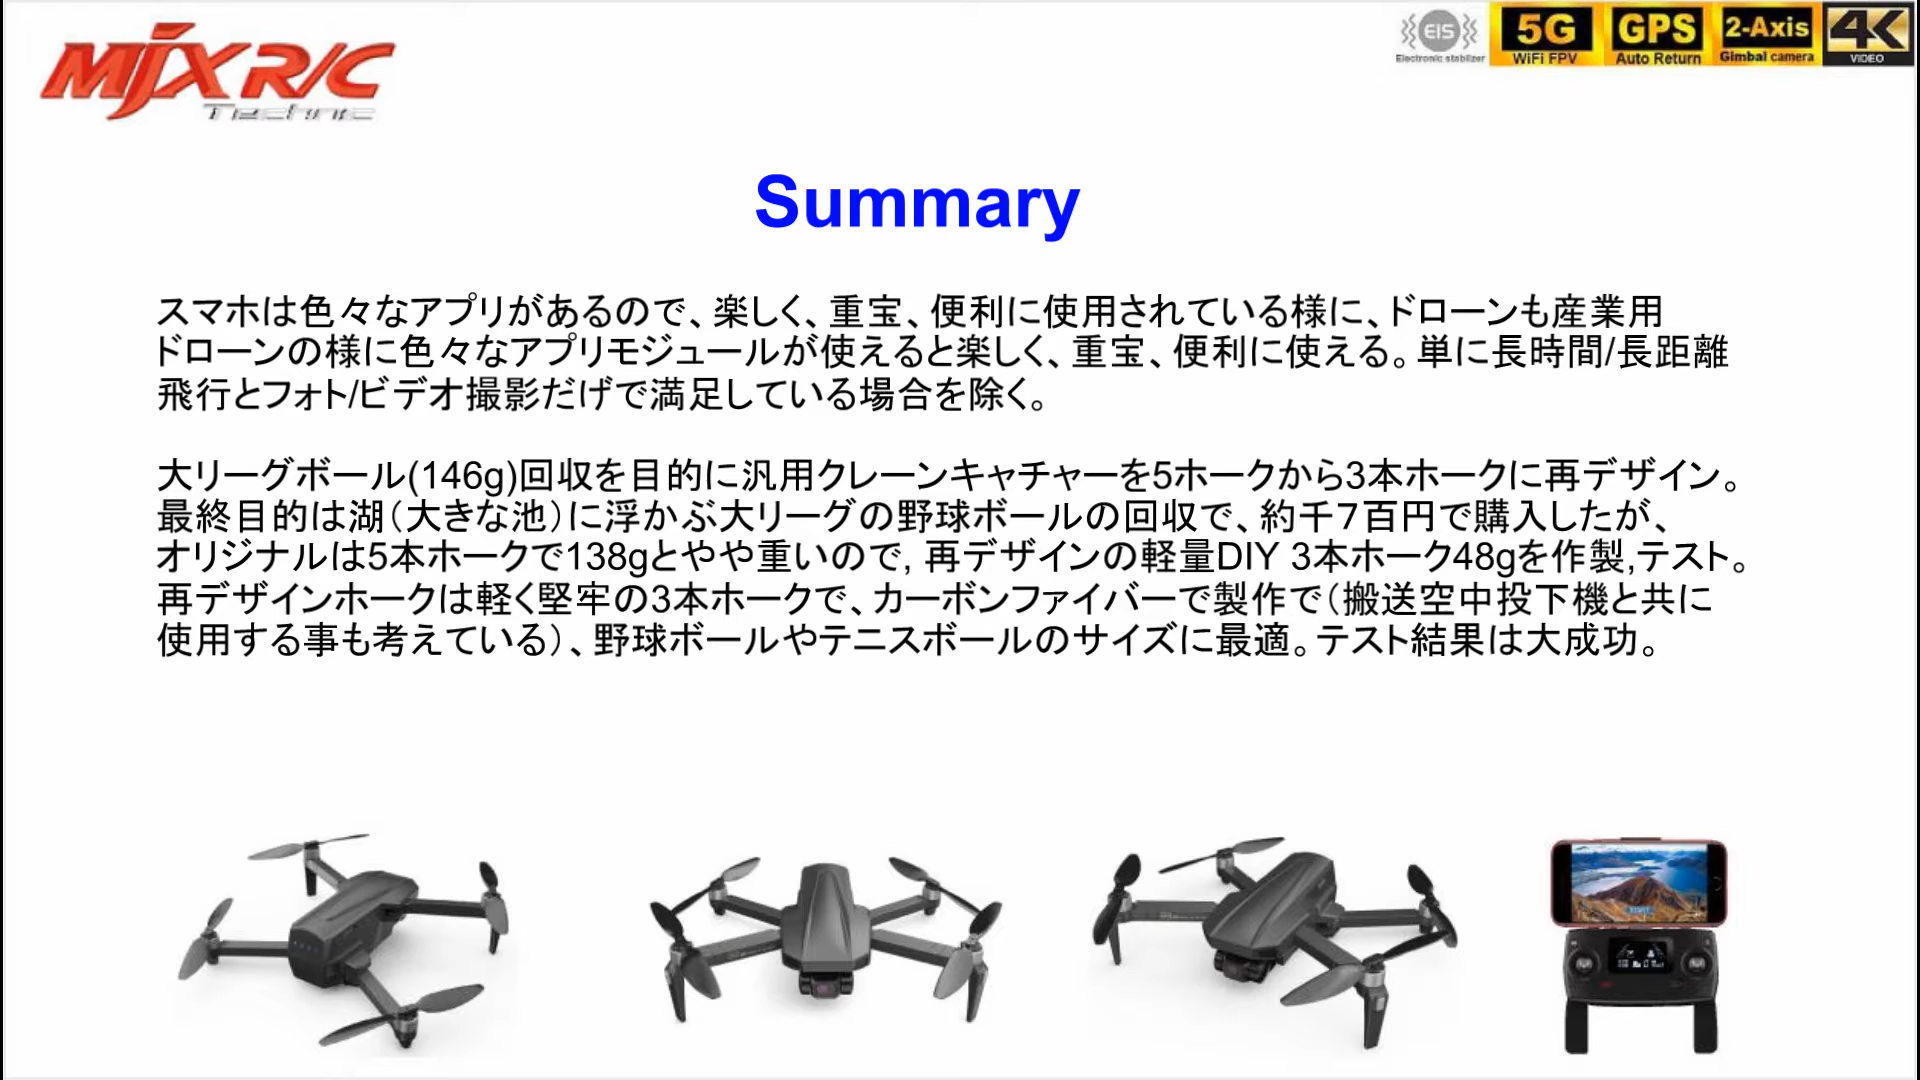 MJX R/C
Technic
EIS
Electronic stablizer
5G
WiFi FPV
GPS
Auto Return
2-Axis
Gimbal camera
4K
VIDEO
Summary
スマホは色々なアプリがあるので、楽しく、重宝、便利に使用されている様に、ドローンも産業用
ドローンの様に色々なアプリモジュールが使えると楽しく、重宝、便利に使える。単に長時間/長距離
飛行とフォト/ビデオ撮影だげで満足している場合を除く。
大リーグボール(146g)回収を目的に汎用クレーンキャチャーを5ホークから3本ホークに再デザイン。
最終目的は湖（大きな池）に浮かぶ大リーグの野球ボールの回収で、約千７百円で購入したが、
オリジナルは5本ホークで138gとやや重いので, 再デザインの軽量DIY 3本ホーク48gを作製,テスト。
再デザインホークは軽く堅牢の3本ホークで、カーボンファイバーで製作で（搬送空中投下機と共に
使用する事も考えている）、野球ボールやテニスボールのサイズに最適。テスト結果は大成功。